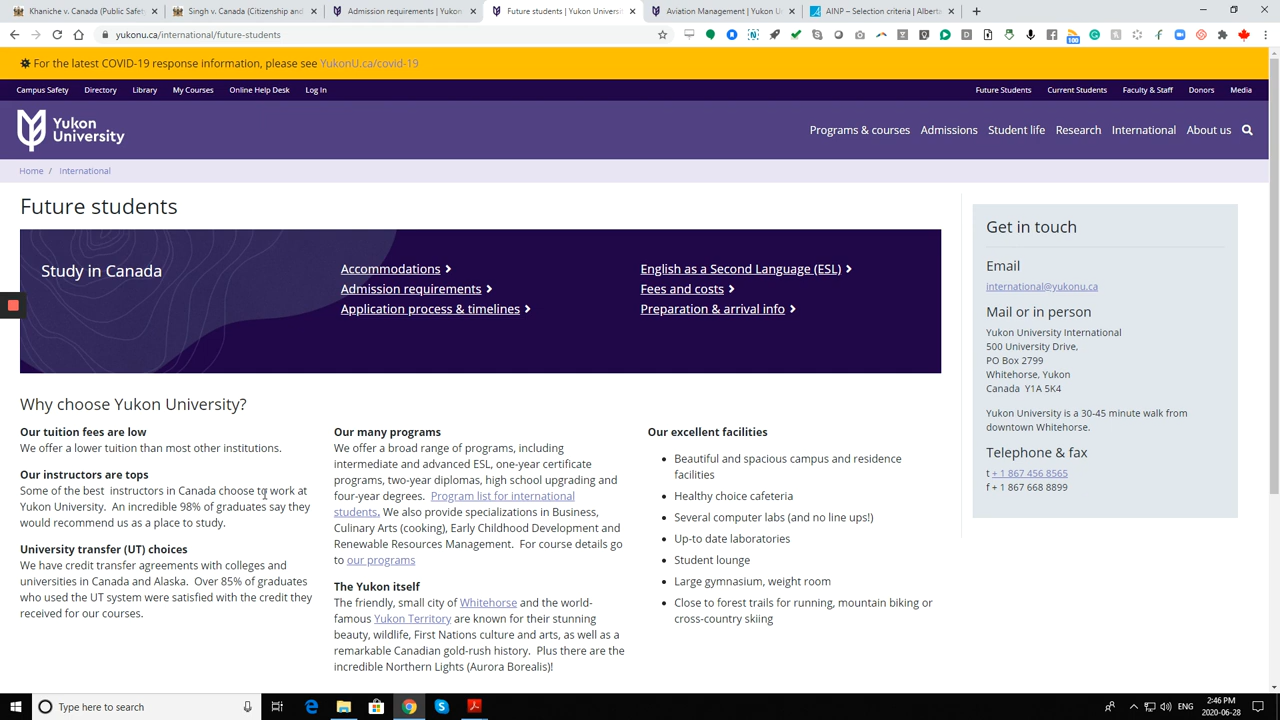 Khaniche v. Canada (Public Safety
Singh v. Canada (Citizenship and
Admission requirements | Yukon
Future students | Yukon Universit
Aviation Management | Yukon U
AINP – Selection criteria | Alberta
yukonu.ca/international/future-students
For the latest COVID-19 response information, please see YukonU.ca/covid-19
Campus Safety Directory Library My Courses Online Help Desk Log In
Future Students Current Students Faculty & Staff Donors Media
Yukon
University
Programs & courses Admissions Student life Research International About us
Home / International
Future students
Study in Canada
Accommodations
Admission requirements
Application process & timelines
English as a Second Language (ESL)
Fees and costs
Preparation & arrival info
Why choose Yukon University?
Our tuition fees are low
We offer a lower tuition than most other institutions.
Our instructors are tops
Some of the best instructors in Canada choose to work at
Yukon University. An incredible 98% of graduates say they
would recommend us as a place to study.
University transfer (UT) choices
We have credit transfer agreements with colleges and
universities in Canada and Alaska. Over 85% of graduates
who used the UT system were satisfied with the credit they
received for our courses.
Our many programs
We offer a broad range of programs, including
intermediate and advanced ESL, one-year certificate
programs, two-year diplomas, high school upgrading and
four-year degrees. Program list for international
students. We also provide specializations in Business,
Culinary Arts (cooking), Early Childhood Development and
Renewable Resources Management. For course details go
to our programs
The Yukon itself
The friendly, small city of Whitehorse and the world-
famous Yukon Territory are known for their stunning
beauty, wildlife, First Nations culture and arts, as well as a
remarkable Canadian gold-rush history. Plus there are the
incredible Northern Lights (Aurora Borealis)!
Our excellent facilities
Beautiful and spacious campus and residence
facilities
Healthy choice cafeteria
Several computer labs (and no line ups!)
Up-to date laboratories
Student lounge
Large gymnasium, weight room
Close to forest trails for running, mountain biking or
cross-country skiing
Get in touch
Email
international@yukonu.ca
Mail or in person
Yukon University International
500 University Drive,
PO Box 2799
Whitehorse, Yukon
Canada Y1A 5K4
Yukon University is a 30-45 minute walk from
downtown Whitehorse.
Telephone & fax
t + 1 867 456 8565
f + 1 867 668 8899
Type here to search
ENG
2:46 PM
2020-06-28